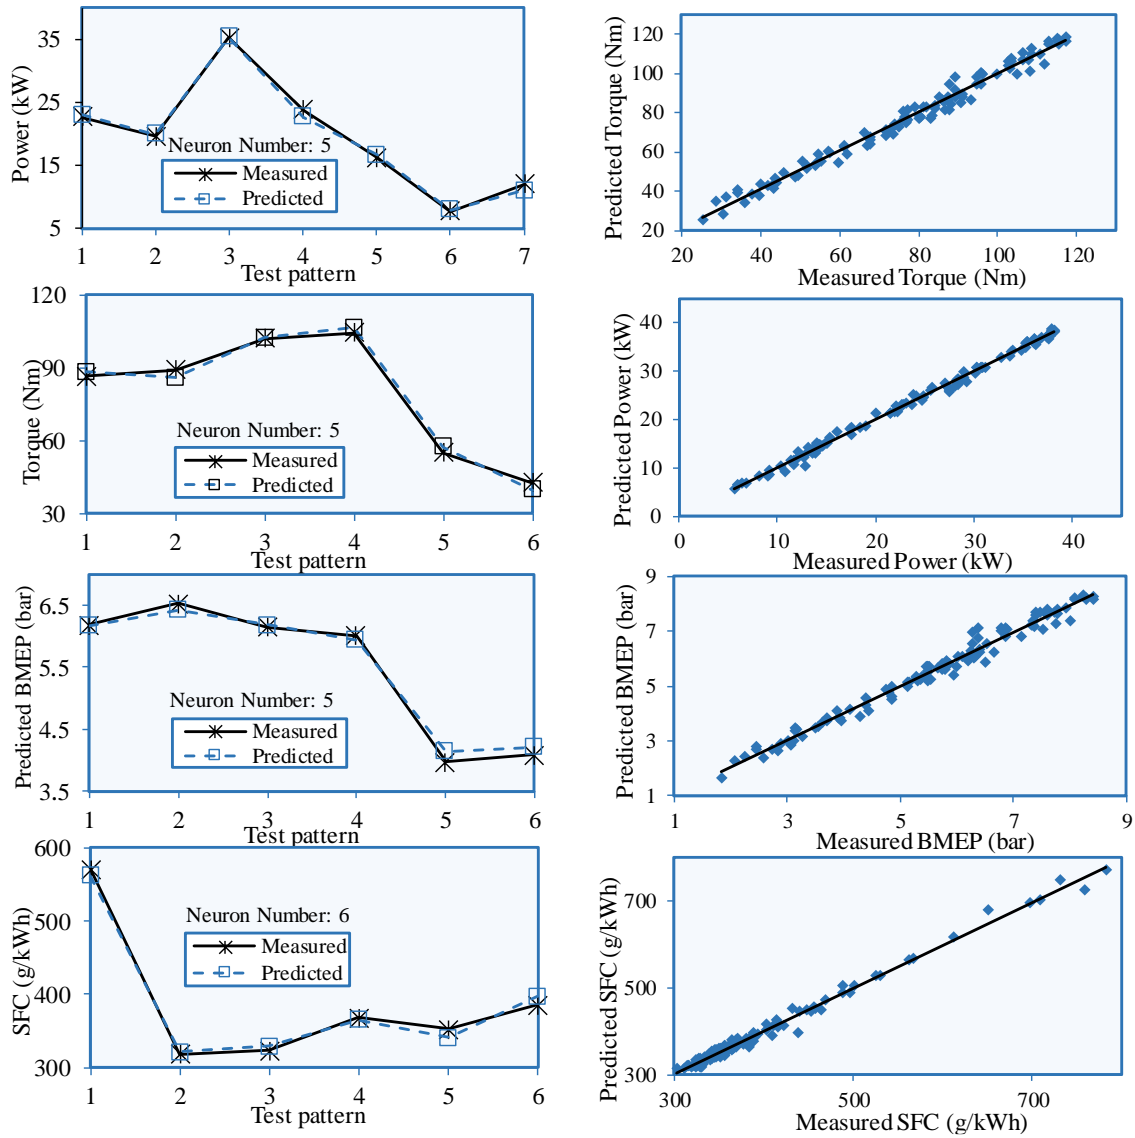 Power (kW)
35
25
15
5
Neuron Number: 5
Measured
Predicted
1 2 3 4 5 6 7
Test pattern
Predicted Torque (Nm)
120
100
80
60
40
20
20 40 60 80 100 120
Measured Torque (Nm)
Torque (Nm)
120
90
60
30
Neuron Number: 5
Measured
Predicted
1 2 3 4 5 6
Test pattern
Predicted Power (kW)
40
30
20
10
0
0 10 20 30 40
Measured Power (kW)
Predicted BMEP (bar)
6.5
5.5
4.5
3.5
Neuron Number: 5
Measured
Predicted
1 2 3 4 5 6
Test pattern
Predicted BMEP (bar)
9
7
5
3
1
1 3 5 7 9
Measured BMEP (bar)
SFC (g/kWh)
600
500
400
300
Neuron Number: 6
Measured
Predicted
1 2 3 4 5 6
Test pattern
Predicted SFC (g/kWh)
700
500
300
300 500 700
Measured SFC (g/kWh)